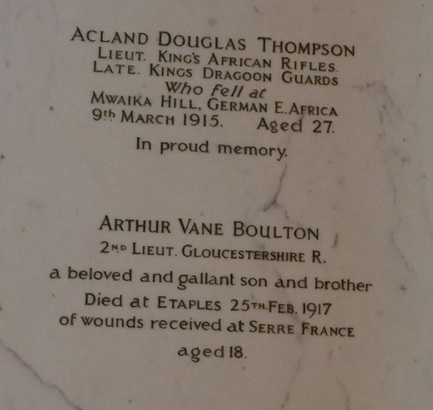 ACLAND DOUGLAS THOMPSON
LIEUT. KING'S AFRICAN RIFLES.
LATE. KINGS DRAGOON GUARDS
Who fell at
MWAIKA HILL, GERMAN E. AFRICA
9th MARCH 1915. Aged 27.
In proud memory.
ARTHUR VANE BOULTON
2ND LIEUT. GLOUCESTERSHIRE R.
a beloved and gallant son and brother
Died at ETAPLES 25TH. FEB. 1917
of wounds received at SERRE FRANCE
aged 18.